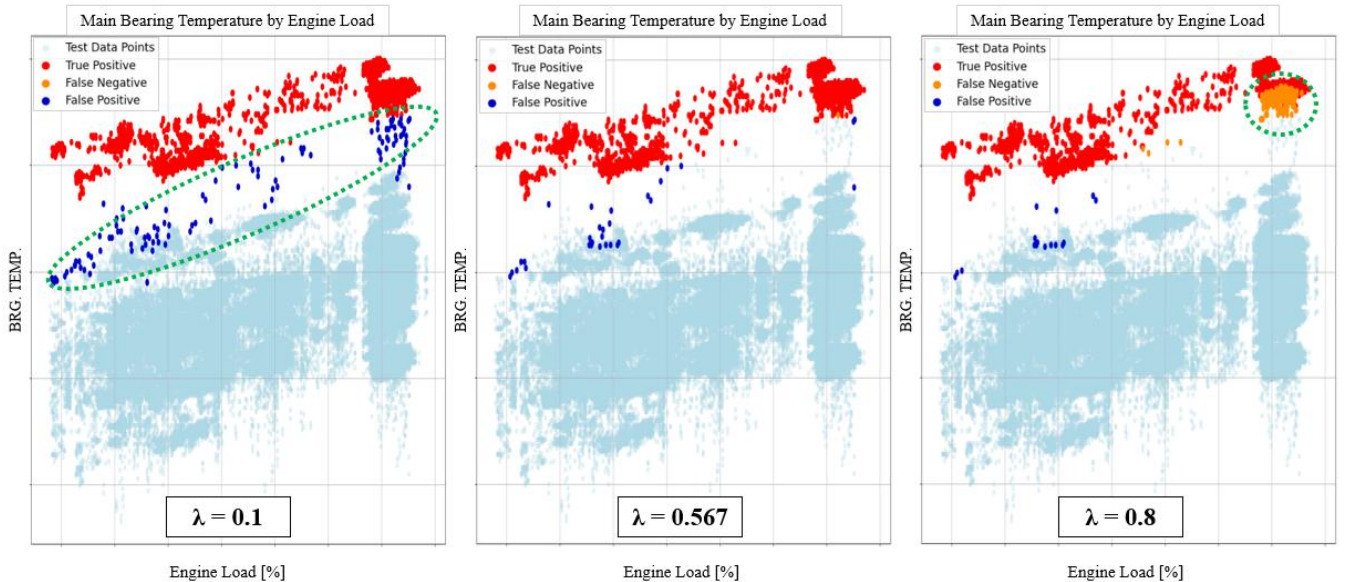 Main Bearing Temperature by Engine Load
Test Data Points
True Positive
False Negative
False Positive
BRG. TEMP.
λ = 0.1
Engine Load [%]
Main Bearing Temperature by Engine Load
Test Data Points
True Positive
False Negative
False Positive
BRG. TEMP.
λ = 0.567
Engine Load [%]
Main Bearing Temperature by Engine Load
Test Data Points
True Positive
False Negative
False Positive
BRG. TEMP.
λ = 0.8
Engine Load [%]